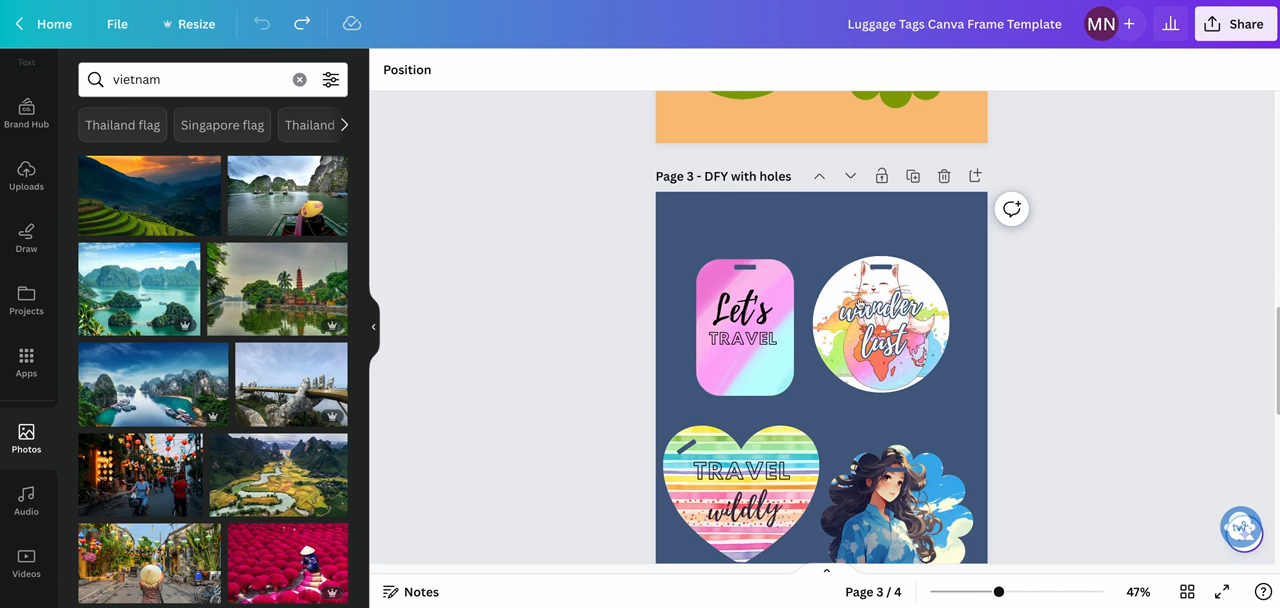 Home
File
Resize
Luggage Tags Canva Frame Template
MN
+
Share
Text
CO.
Brand Hub
Uploads
Draw
Projects
Apps
Photos
Audio
Videos
vietnam
Thailand flag
Singapore flag
Thailand
Position
Page 3 - DFY with holes
Let's
TRAVEL
wander
lust
TRAVEL
wildly
Notes
Page 3 / 4
47%
?